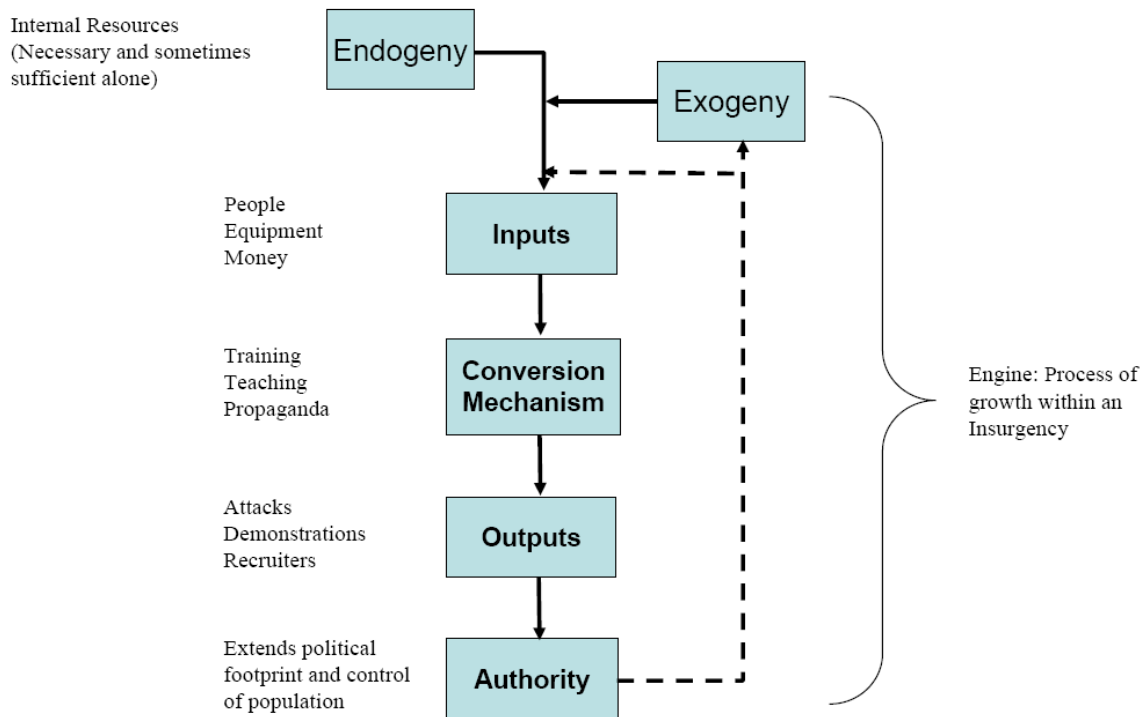 Internal Resources
(Necessary and sometimes
sufficient alone)
Endogeny
Exogeny
People
Equipment
Money
Inputs
Training
Teaching
Propaganda
Conversion
Mechanism
Engine: Process of
growth within an
Insurgency
Attacks
Demonstrations
Recruiters
Outputs
Extends political
footprint and control
of population
Authority